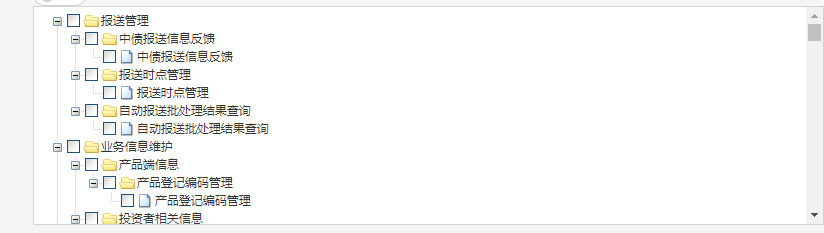 报送管理
中债报送信息反馈
中债报送信息反馈
报送时点管理
报送时点管理
自动报送批处理结果查询
自动报送批处理结果查询
业务信息维护
产品端信息
产品登记编码管理
产品登记编码管理
投资者相关信息